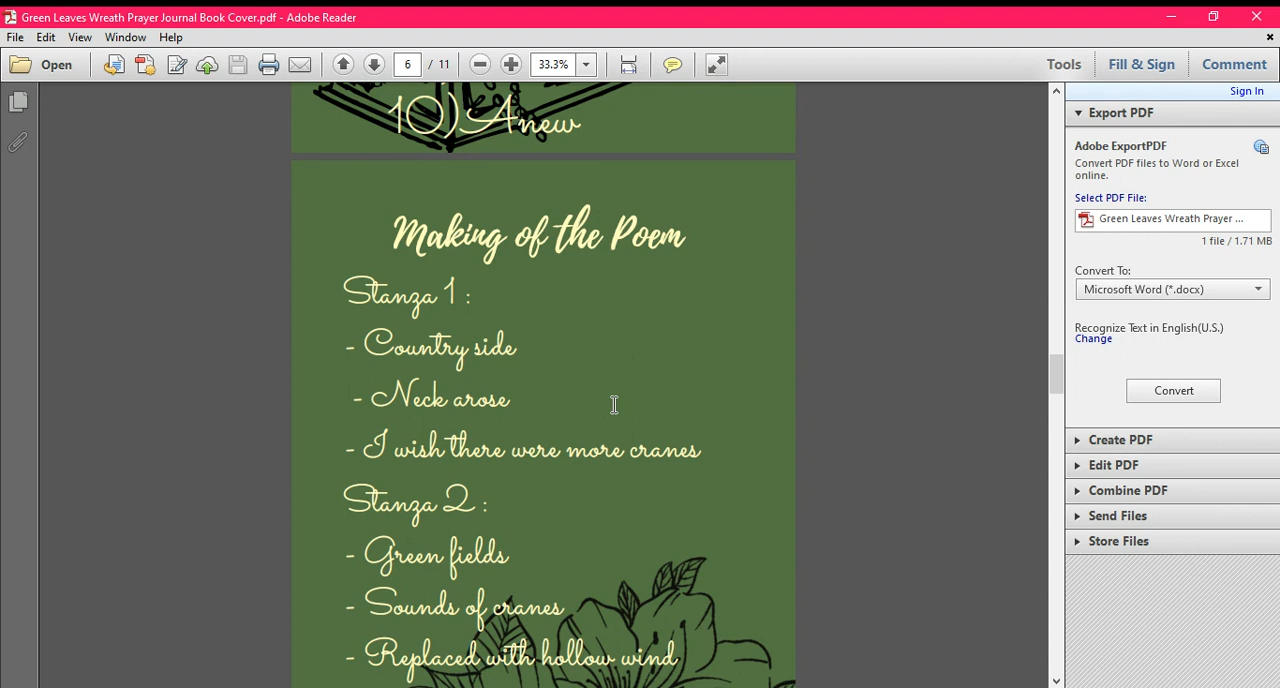 Green Leaves Wreath Prayer Journal Book Cover.pdf - Adobe Reader
File Edit View Window Help
Open 6 / 11 33.3% Tools Fill & Sign Comment
Sign In
Export PDF
Adobe ExportPDF
Convert PDF files to Word or Excel
online.
Select PDF File:
Green Leaves Wreath Prayer ...
1 file / 1.71 MB
Convert To:
Microsoft Word (*.docx)
Recognize Text in English(U.S.)
Change
Convert
Create PDF
Edit PDF
Combine PDF
Send Files
Store Files
10) Anew
Making of the Poem
Stanza 1 :
- Country side
- Neck arose
- I wish there were more cranes
Stanza 2 :
- Green fields
- Sounds of cranes
- Replaced with hollow wind